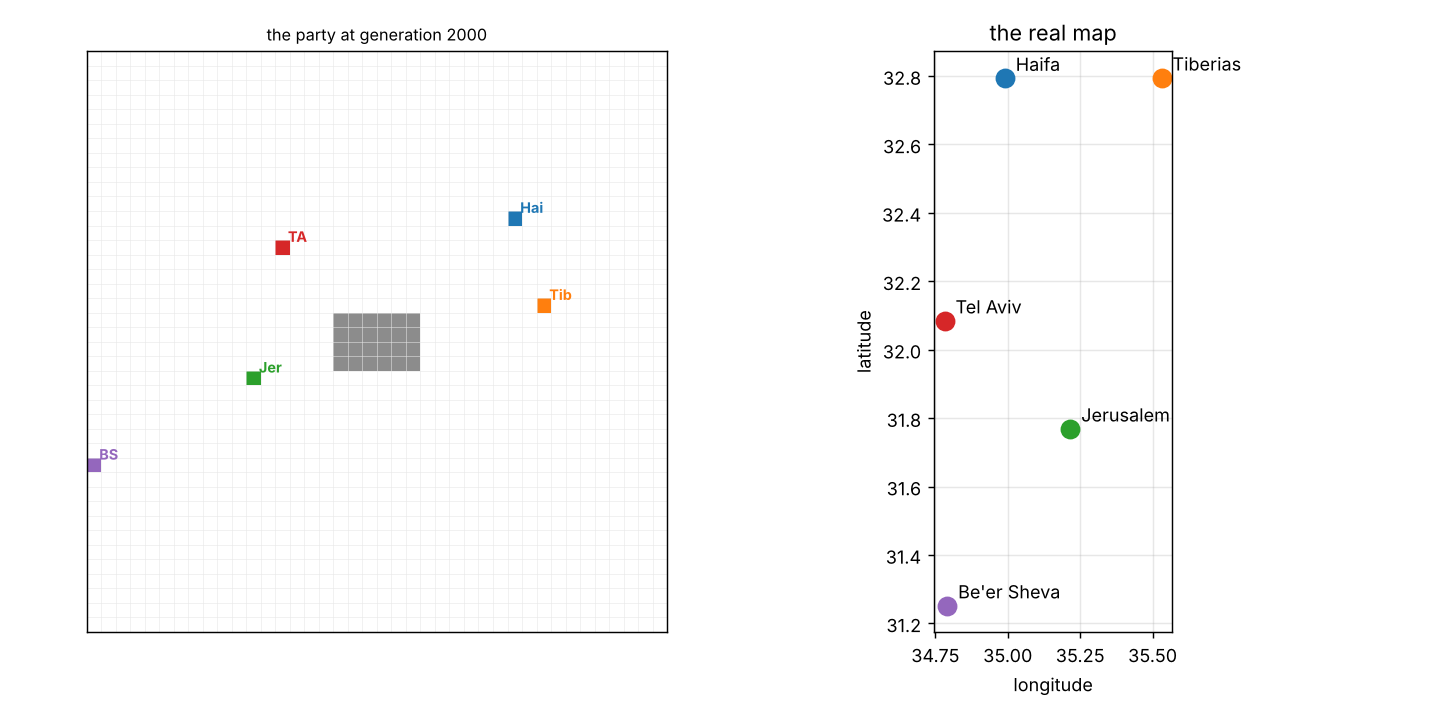 the party at generation 2000
Hai
TA
Tib
Jer
BS
the real map
Haifa
Tiberias
Tel Aviv
Jerusalem
Be'er Sheva
32.8
32.6
32.4
32.2
32.0
31.8
31.6
31.4
31.2
latitude
34.75 35.00 35.25 35.50
longitude